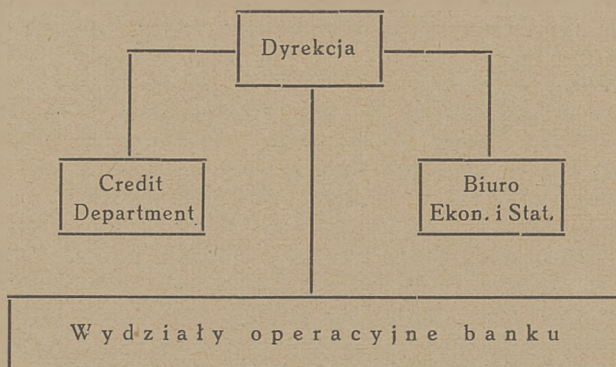 Dyrekcja
Credit
Department
Biuro
Ekon. i Stat.
Wydziały operacyjne banku